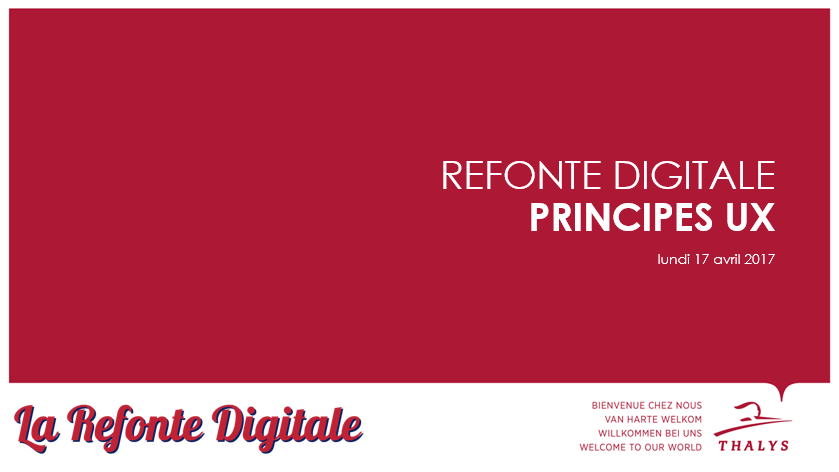 REFONTE DIGITALE
PRINCIPES UX
lundi 17 avril 2017
La Refonte Digitale
BIENVENUE CHEZ NOUS
VAN HARTE WELKOM
WILLKOMMEN BEI UNS
WELCOME TO OUR WORLD
THALYS